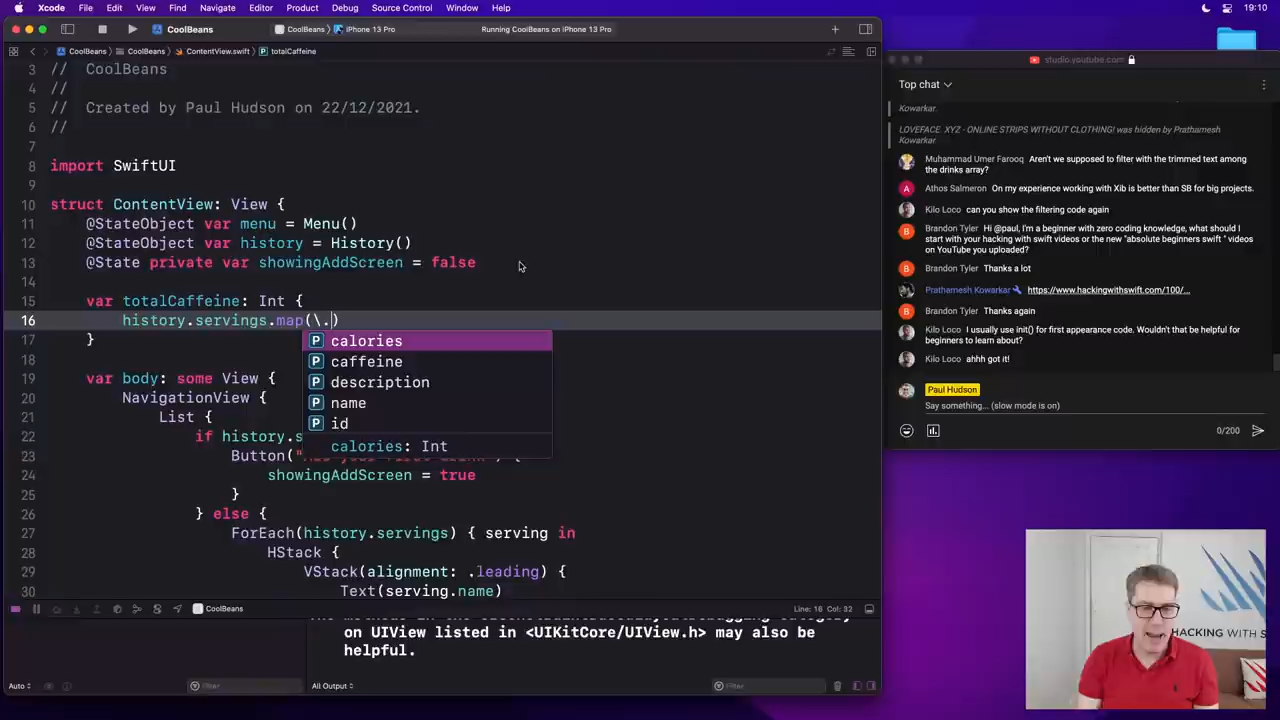 Xcode File Edit View Find Navigate Editor Product Debug Source Control Window Help 19:10
CoolBeans CoolBeans iPhone 13 Pro Running CoolBeans on iPhone 13 Pro
CoolBeans CoolBeans ContentView.swift P totalCaffeine
3 // CoolBeans
4 //
5 // Created by Paul Hudson on 22/12/2021.
6 //
7
8 import SwiftUI
9
10 struct ContentView: View {
11 @StateObject var menu = Menu()
12 @StateObject var history = History()
13 @State private var showingAddScreen = false
14
15 var totalCaffeine: Int {
16 history.servings.map(\.)
17 }
P calories
P caffeine
P description
P name
P id
calories: Int
18
19 var body: some View {
20 NavigationView {
21 List {
22 if history.s
23 Button(
24 showingAddScreen = true
25 }
26 } else {
27 ForEach(history.servings) { serving in
28 HStack {
29 VStack(alignment: .leading) {
30 Text(serving.name)
CoolBeans Line: 16 Col: 32
on UIView listed in <UIKitCore/UIView.h> may also be
helpful.
Auto Filter All Output Filter
studio.youtube.com
Top chat
Kowarkar.
LOVEFACE. XYZ - ONLINE STRIPS WITHOUT CLOTHING! was hidden by Prathamesh
Kowarkar.
Muhammad Umer Farooq Aren't we supposed to filter with the trimmed text among
the drinks array?
A Athos Salmeron On my experience working with Xib is better than SB for big projects.
Kilo Loco can you show the filtering code again
B Brandon Tyler Hi @paul, I'm a beginner with zero coding knowledge, what should I
start with your hacking with swift videos or the new "absolute beginners swift " videos
on YouTube you uploaded?
B Brandon Tyler Thanks a lot
Prathamesh Kowarkar https://www.hackingwithswift.com/100/...
B Brandon Tyler Thanks again
Kilo Loco I usually use init() for first appearance code. Wouldn't that be helpful for
beginners to learn about?
Kilo Loco ahhh got it!
Paul Hudson
Say something... (slow mode is on)
0/200
HACKING WITH S